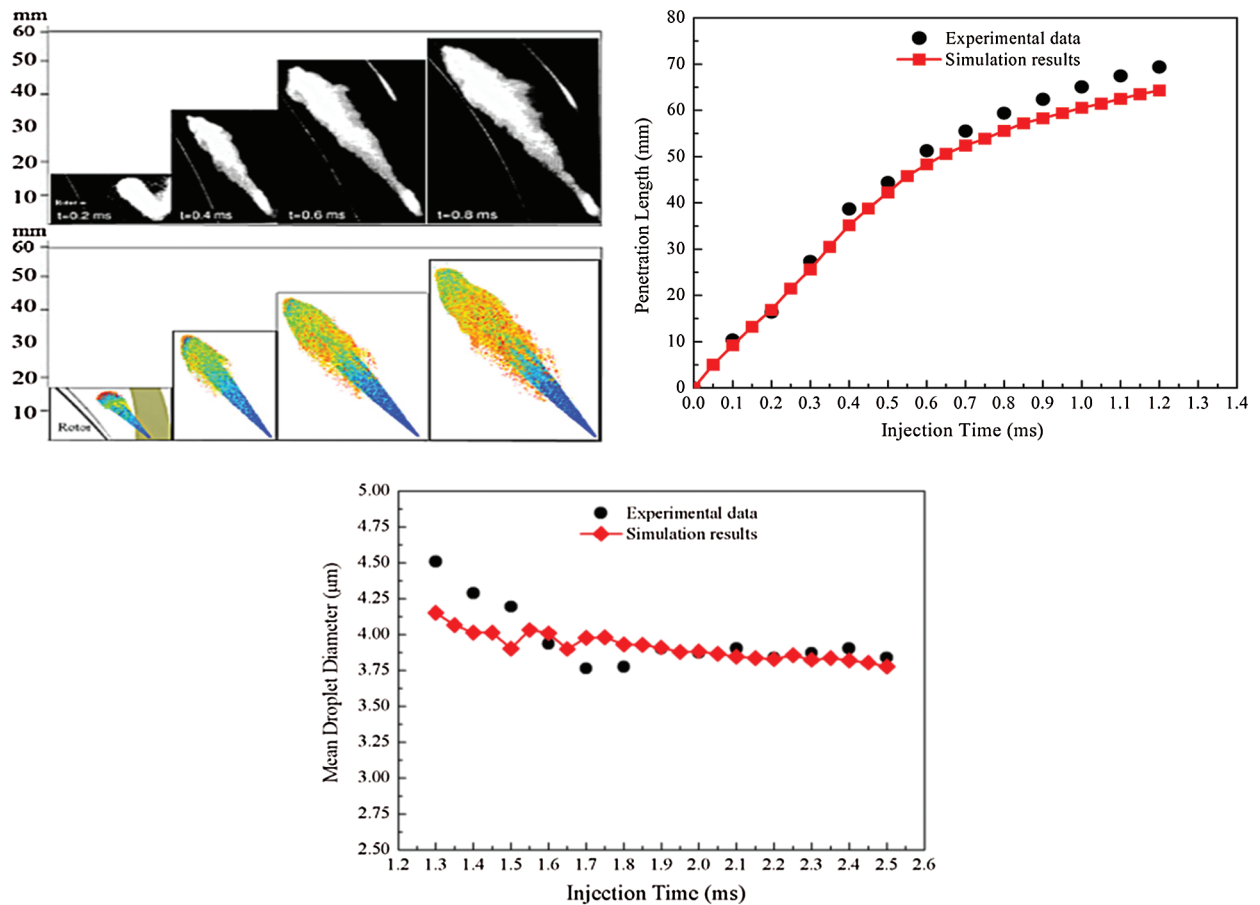 mm
60
50
40
30
20
10
t=0.2 ms
t=0.4 ms
t=0.6 ms
t=0.8 ms
mm
60
50
40
30
20
10
Rotor
80
70
60
50
40
30
20
10
0
Penetration Length (mm)
Experimental data
Simulation results
0.0 0.1 0.2 0.3 0.4 0.5 0.6 0.7 0.8 0.9 1.0 1.1 1.2 1.3 1.4
Injection Time (ms)
5.00
4.75
4.50
4.25
4.00
3.75
3.50
3.25
3.00
2.75
2.50
Mean Droplet Diameter (μm)
Experimental data
Simulation results
1.2 1.3 1.4 1.5 1.6 1.7 1.8 1.9 2.0 2.1 2.2 2.3 2.4 2.5 2.6
Injection Time (ms)